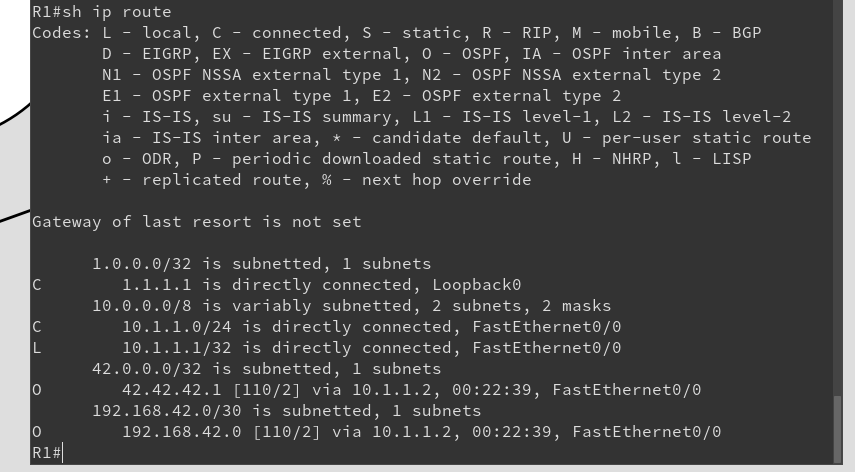 R1#sh ip route
Codes: L - local, C - connected, S - static, R - RIP, M - mobile, B - BGP
       D - EIGRP, EX - EIGRP external, O - OSPF, IA - OSPF inter area
       N1 - OSPF NSSA external type 1, N2 - OSPF NSSA external type 2
       E1 - OSPF external type 1, E2 - OSPF external type 2
       i - IS-IS, su - IS-IS summary, L1 - IS-IS level-1, L2 - IS-IS level-2
       ia - IS-IS inter area, * - candidate default, U - per-user static route
       o - ODR, P - periodic downloaded static route, H - NHRP, l - LISP
       + - replicated route, % - next hop override
Gateway of last resort is not set
      1.0.0.0/32 is subnetted, 1 subnets
C        1.1.1.1 is directly connected, Loopback0
      10.0.0.0/8 is variably subnetted, 2 subnets, 2 masks
C        10.1.1.0/24 is directly connected, FastEthernet0/0
L        10.1.1.1/32 is directly connected, FastEthernet0/0
      42.0.0.0/32 is subnetted, 1 subnets
O        42.42.42.1 [110/2] via 10.1.1.2, 00:22:39, FastEthernet0/0
      192.168.42.0/30 is subnetted, 1 subnets
O        192.168.42.0 [110/2] via 10.1.1.2, 00:22:39, FastEthernet0/0
R1#